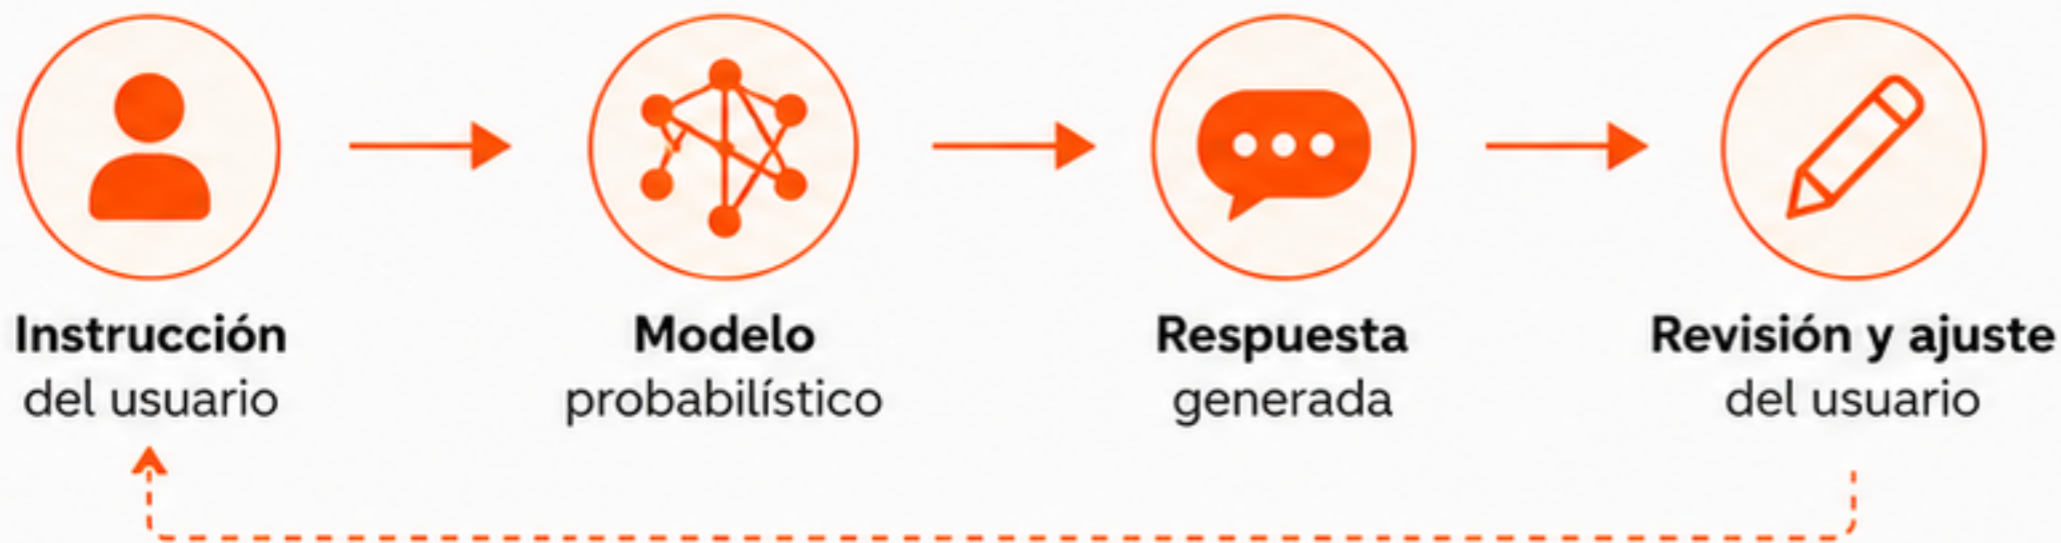 Instrucción
del usuario
Modelo
probabilístico
Respuesta
generada
Revisión y ajuste
del usuario